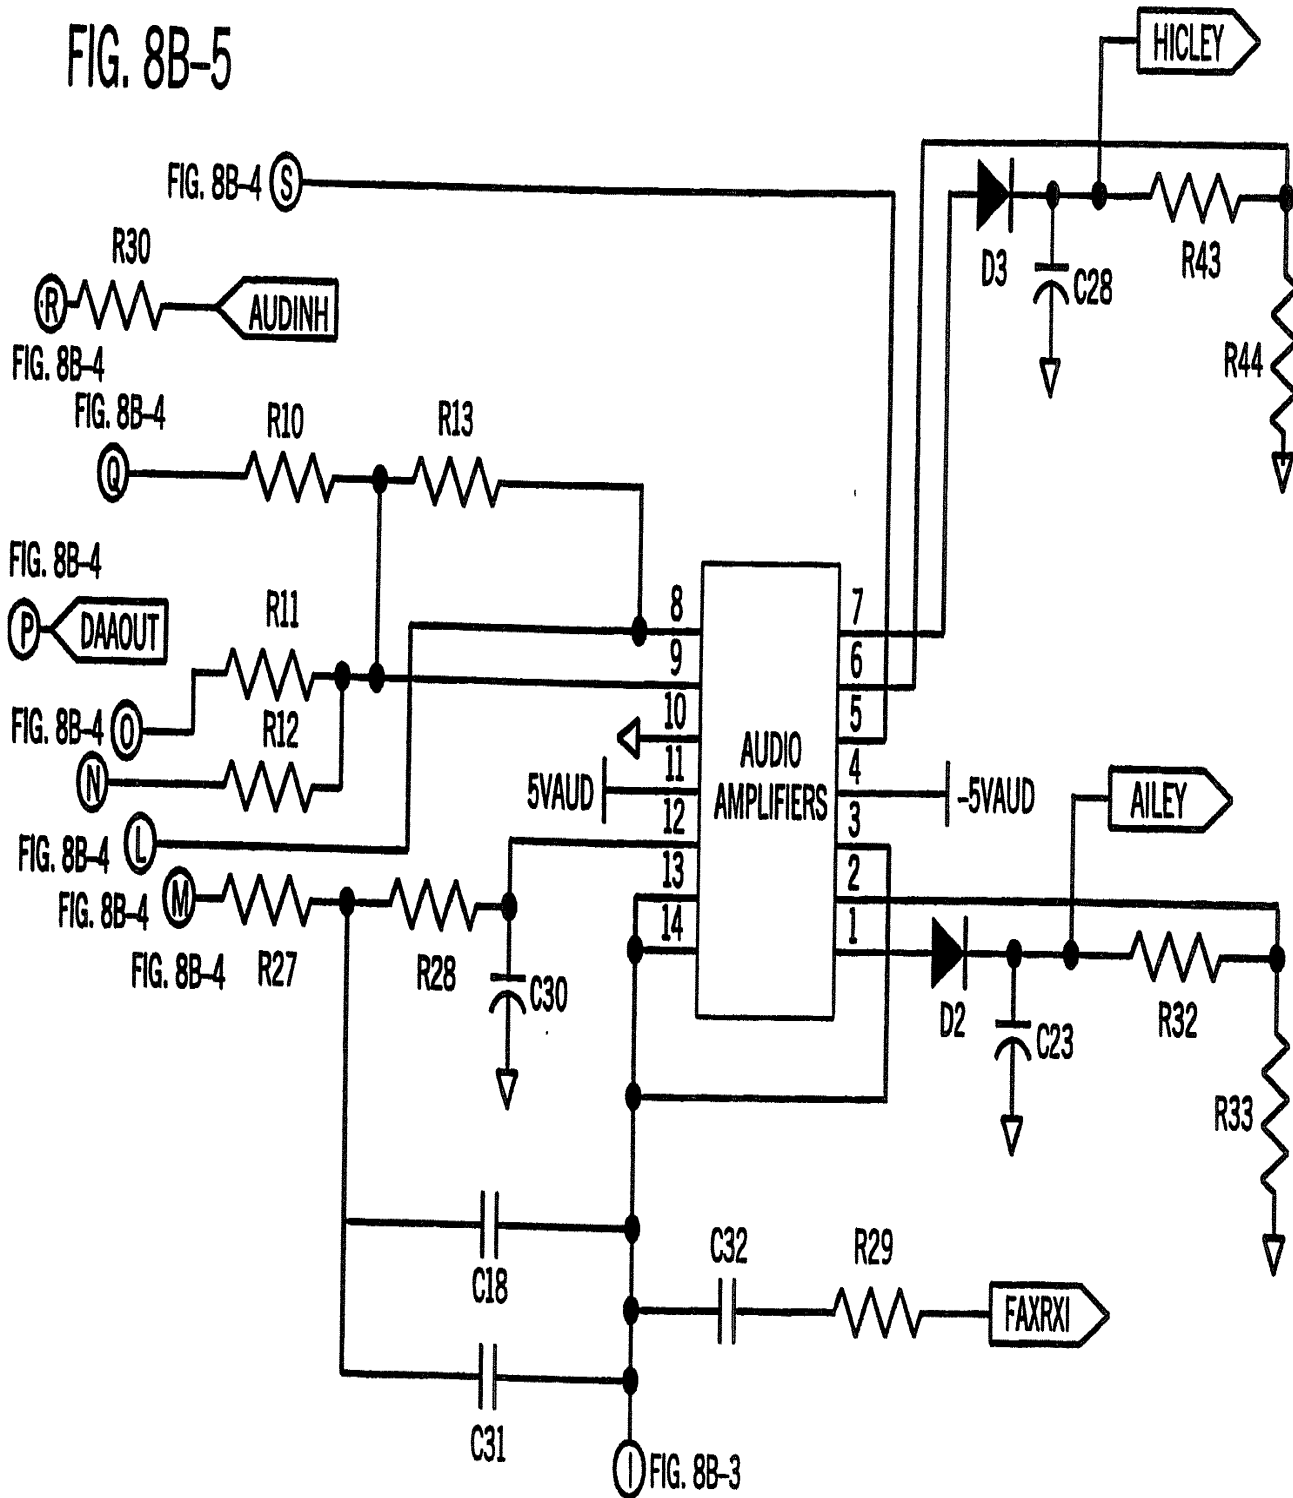 FIG. 8B–5
HICLEY
FIG. 8B–4 S
R30
R
AUDINH
FIG. 8B–4
D3
C28
R43
R44
FIG. 8B–4
R10
R13
Q
FIG. 8B–4
R11
P
DAAOUT
FIG. 8B–4 O
R12
N
L
FIG. 8B–4
M
FIG. 8B–4
FIG. 8B–4
R27
R28
C30
8
9
10
11
12
13
14
5VAUD
AUDIO
AMPLIFIERS
7
6
5
4
3
2
1
–5VAUD
AILEY
D2
C23
R32
R33
C18
C32
R29
FAXRXI
C31
I FIG. 8B–3